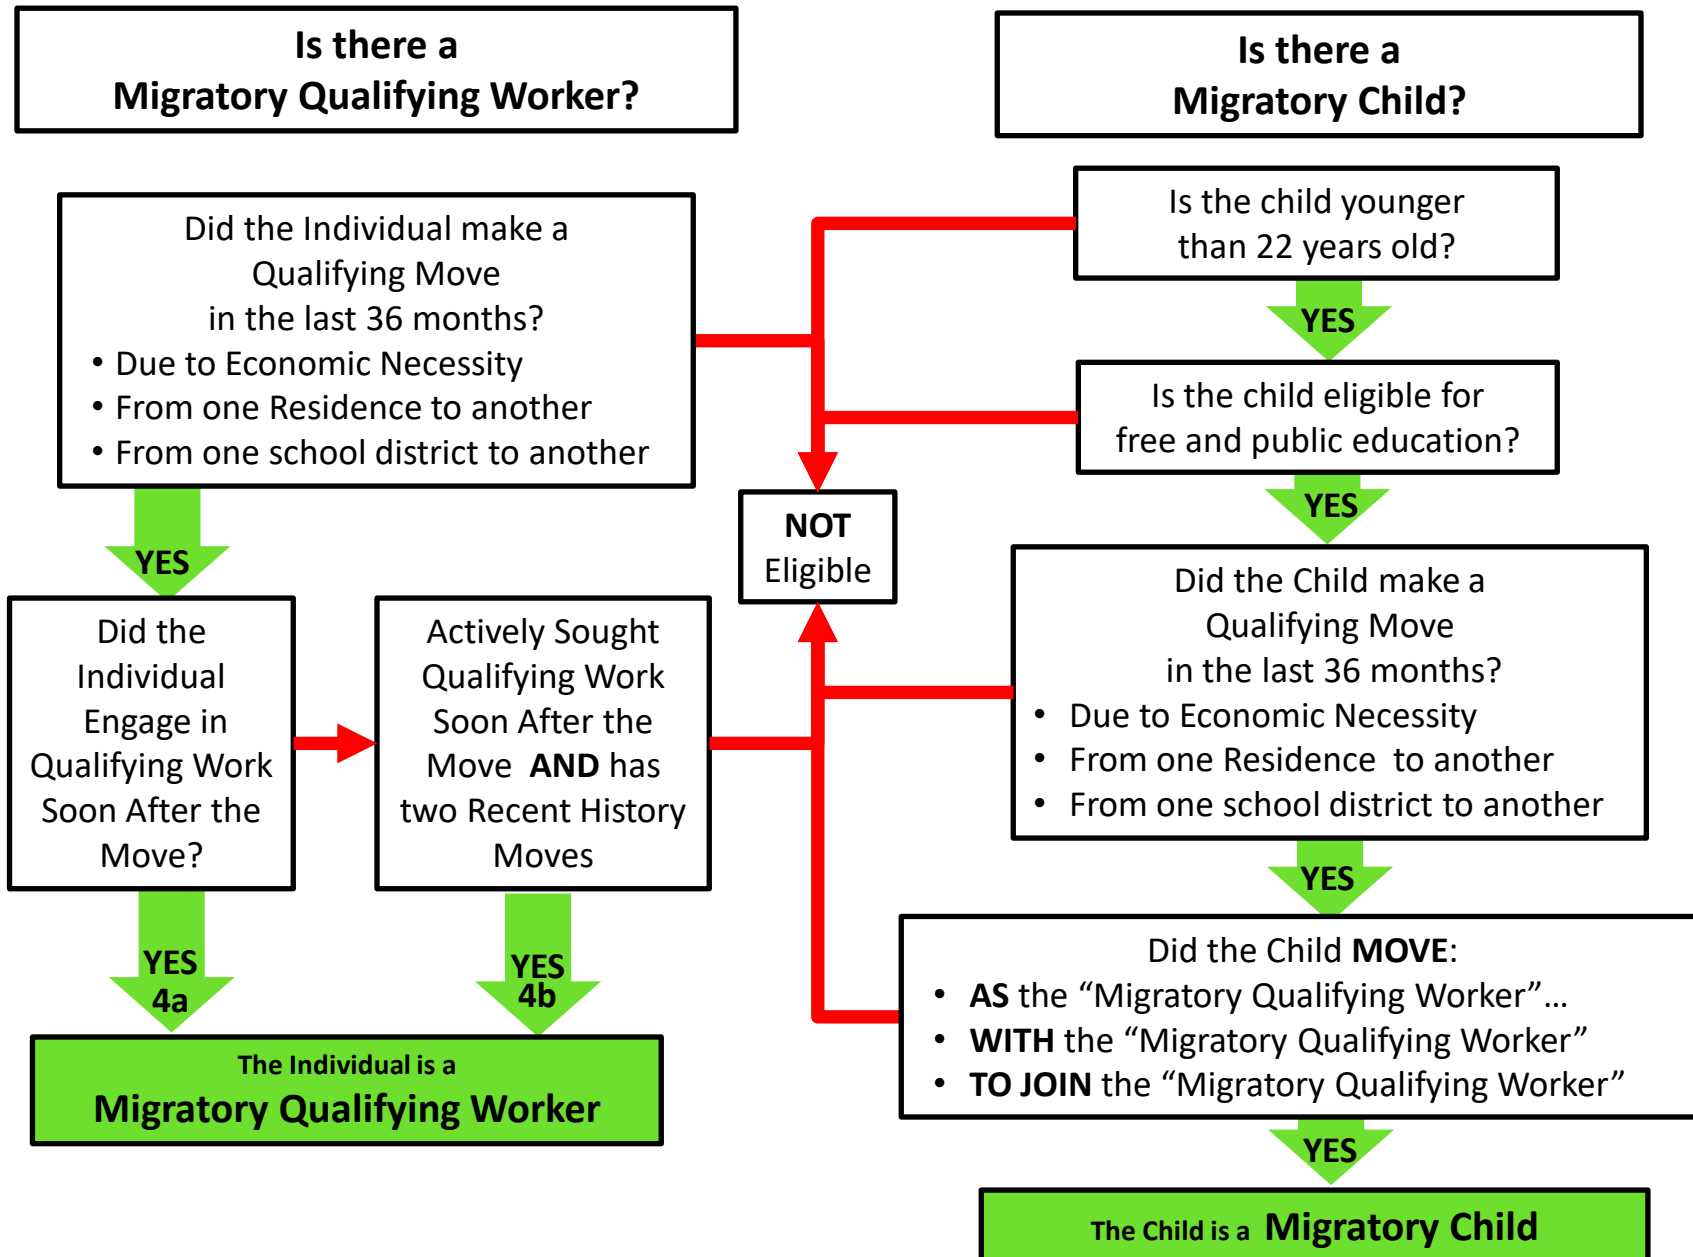 Is there a
Migratory Qualifying Worker?
Did the Individual make a
Qualifying Move
in the last 36 months?
• Due to Economic Necessity
• From one Residence to another
• From one school district to another
YES
Did the
Individual
Engage in
Qualifying Work
Soon After the
Move?
Actively Sought
Qualifying Work
Soon After the
Move AND has
two Recent History
Moves
YES
4a
YES
4b
The Individual is a
Migratory Qualifying Worker
NOT
Eligible
Is there a
Migratory Child?
Is the child younger
than 22 years old?
YES
Is the child eligible for
free and public education?
YES
Did the Child make a
Qualifying Move
in the last 36 months?
• Due to Economic Necessity
• From one Residence to another
• From one school district to another
YES
Did the Child MOVE:
• AS the “Migratory Qualifying Worker”…
• WITH the “Migratory Qualifying Worker”
• TO JOIN the “Migratory Qualifying Worker”
YES
The Child is a Migratory Child